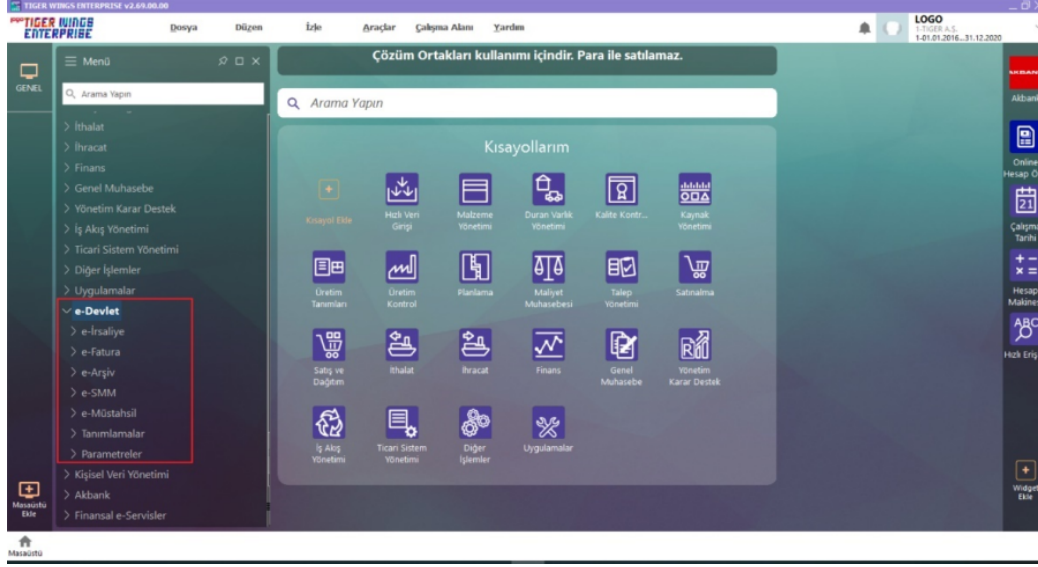 TIGER WINGS ENTERPRISE v2.69.00.00
TIGER WINGS
ENTERPRISE
Dosya Düzen İzle Araçlar Çalışma Alanı Yardım
LOGO
1-TIGER A.S.
1-01.01.2016...31.12.2020
GENEL
Menü
Arama Yapın
İthalat
İhracat
Finans
Genel Muhasebe
Yönetim Karar Destek
İş Akış Yönetimi
Ticari Sistem Yönetimi
Diğer İşlemler
Uygulamalar
e-Devlet
e-İrsaliye
e-Fatura
e-Arşiv
e-SMM
e-Müstahsil
Tanımlamalar
Parametreler
Kişisel Veri Yönetimi
Akbank
Finansal e-Servisler
Masaüstü
Ekle
Çözüm Ortakları kullanımı içindir. Para ile satılamaz.
Arama Yapın
Kısayollarım
Kısayol Ekle
Hızlı Veri
Girişi
Malzeme
Yönetimi
Duran Varlık
Yönetimi
Kalite Kontr...
Kaynak
Yönetimi
Üretim
Tanımları
Üretim
Kontrol
Planlama
Maliyet
Muhasebesi
Talep
Yönetimi
Satınalma
Satış ve
Dağıtım
İthalat
İhracat
Finans
Genel
Muhasebe
Yönetim
Karar Destek
İş Akış
Yönetimi
Ticari Sistem
Yönetimi
Diğer
İşlemler
Uygulamalar
AKBAN
Akban
Online
Hesap Ö
21
Çalışma
Tarihi
Hesap
Makines
ABC
Hızlı Eriş
Widget
Ekle
Masaüstü